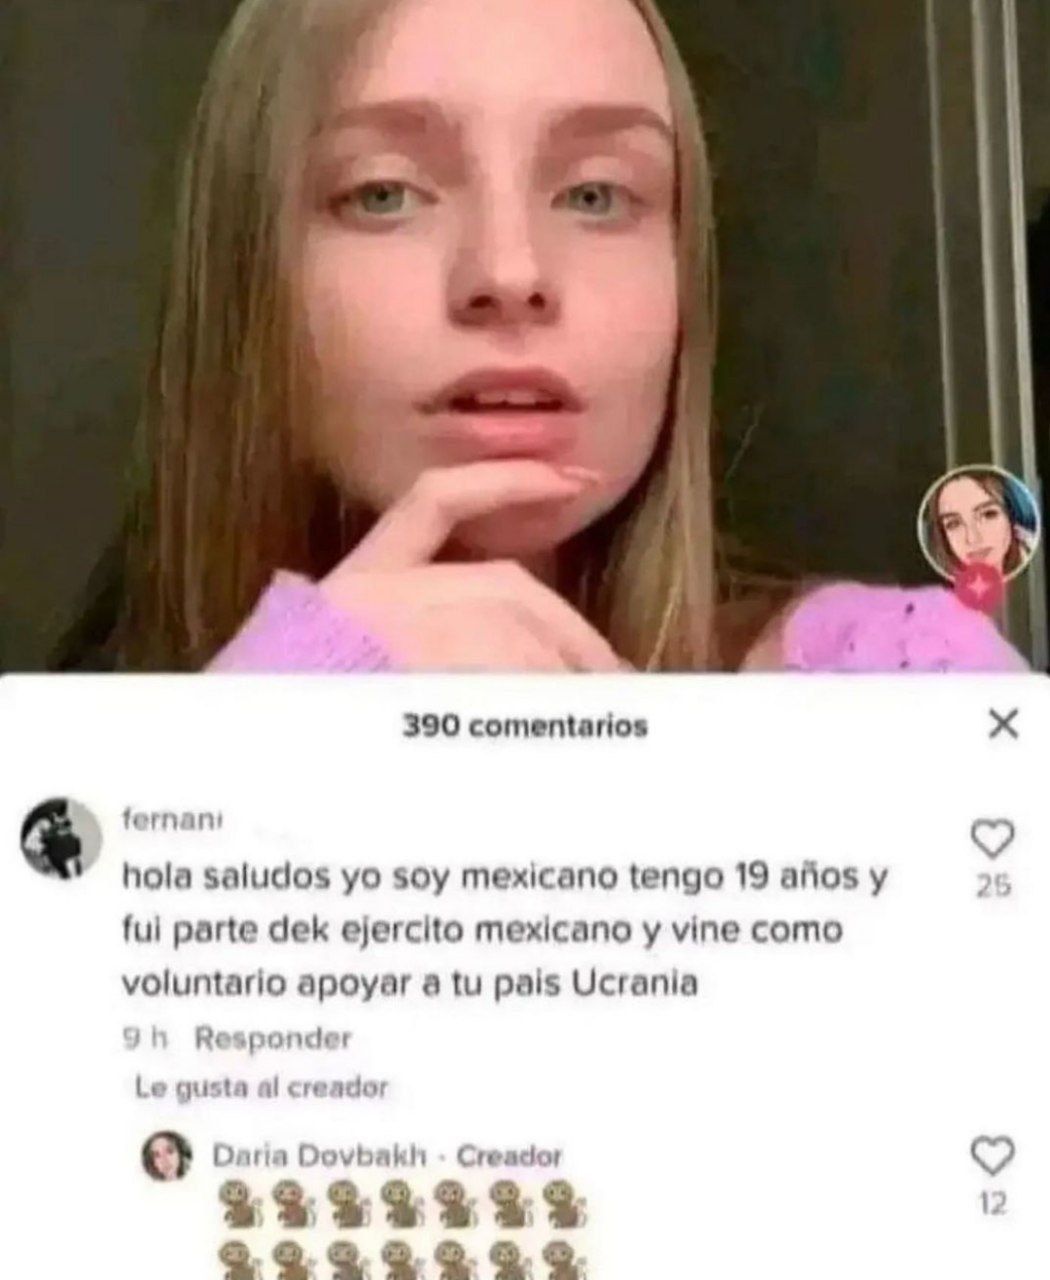 390 comentarios
fernani
hola saludos yo soy mexicano tengo 19 años y
fui parte dek ejercito mexicano y vine como
voluntario apoyar a tu pais Ucrania
9 h Responder
25
Le gusta al creador
Daria Dovbakh · Creador
12